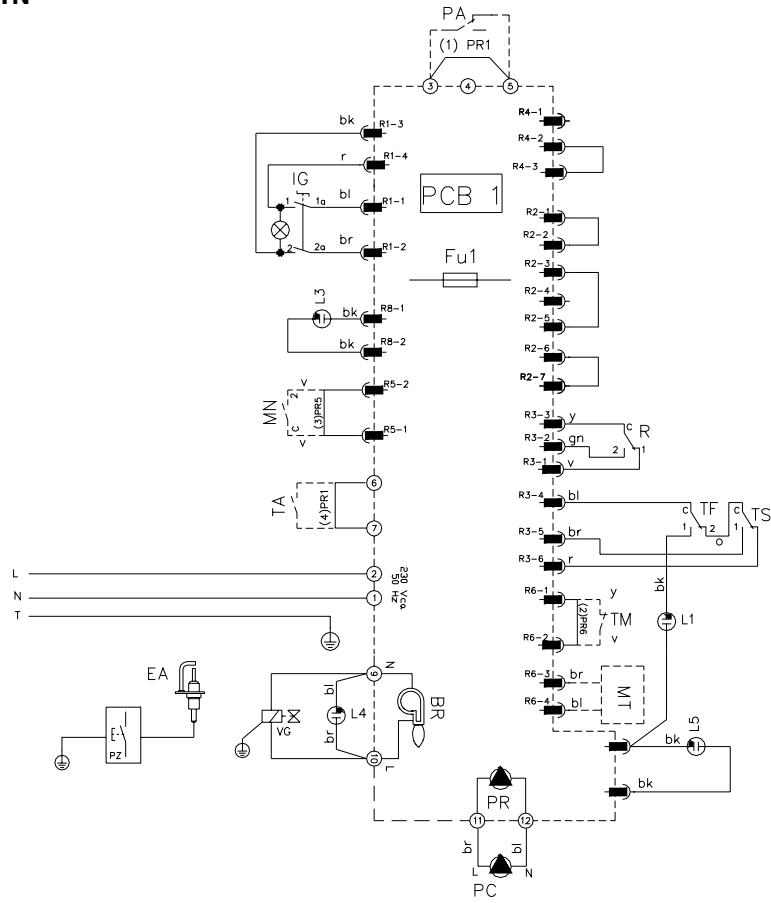 PA
(1) PR1
3 4 5
bk R1-3
r R1-4
IG
1 1a bl R1-1
2 2a br R1-2
PCB 1
Fu1
L3 bk R8-1
bk R8-2
MN 2 C v (3)PR5 R5-2
v R5-1
TA (4)PR1 6
7
L 2
N 1
T
230 Vca
50 Hz
EA
E
PZ
VG
bl
L4
br
6 N
10 L
BR
R4-1
R4-2
R4-3
R2-1
R2-2
R2-3
R2-4
R2-5
R2-6
R2-7
R3-3 y C R
R3-2 gn 2 1
R3-1 v
R3-4 bl C TF C TS
R3-5 br 1 2 1
R3-6 r
bk
L1
R6-1 y
(2)PR6 TM
R6-2 v
R6-3 br MT
R6-4 bl
bk L5
bk
PR
11 12
br bl
L N
PC